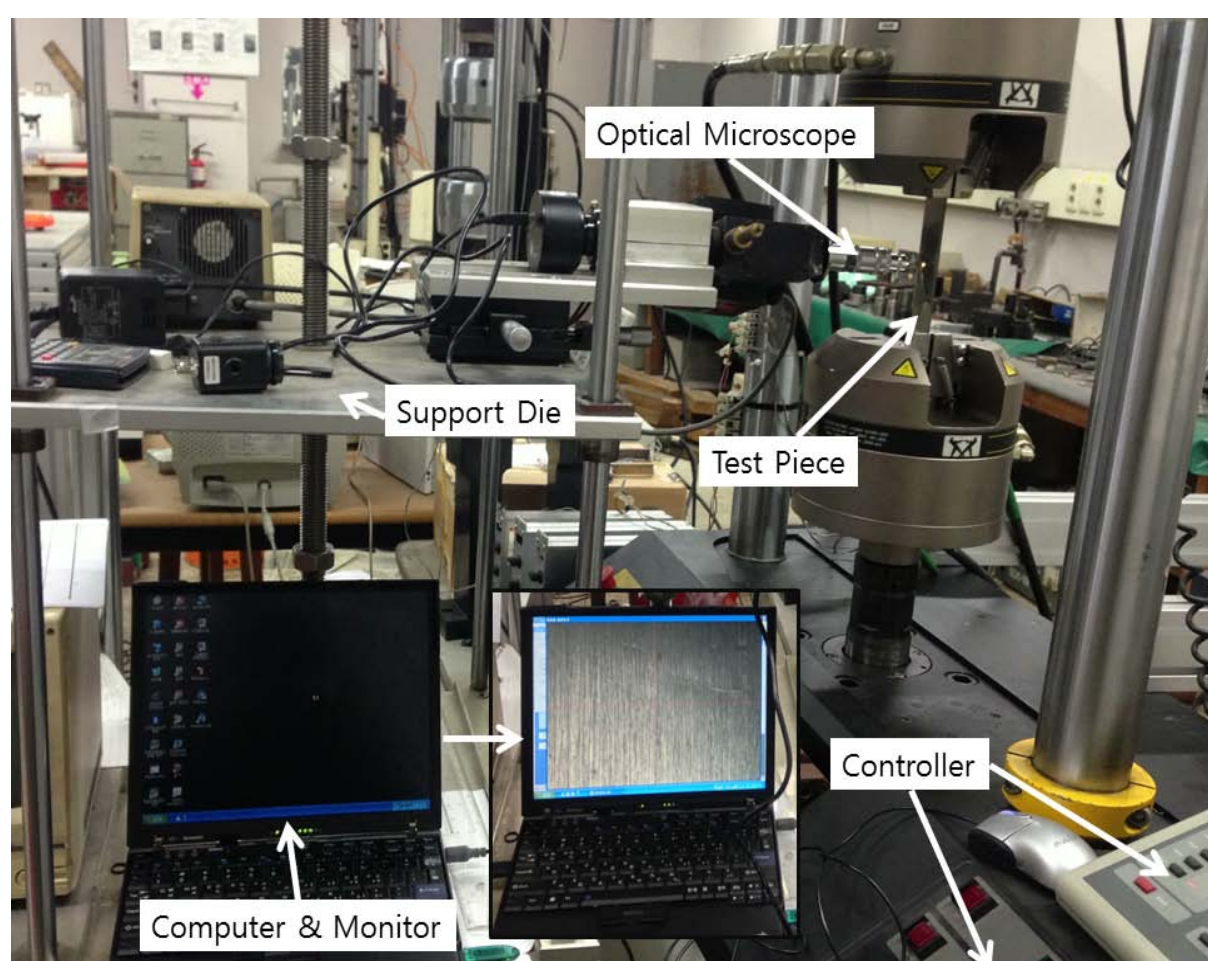 Optical Microscope
Support Die
Test Piece
Controller
Computer & Monitor